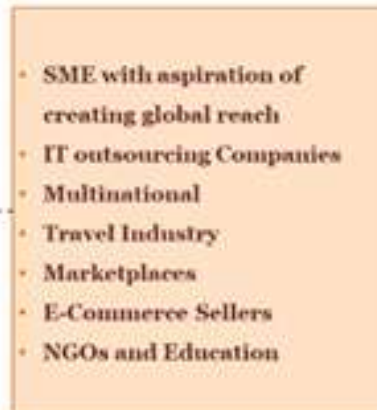 • SME with aspiration of
creating global reach
• IT outsourcing Companies
• Multinational
• Travel Industry
• Marketplaces
• E-Commerce Sellers
• NGOs and Education